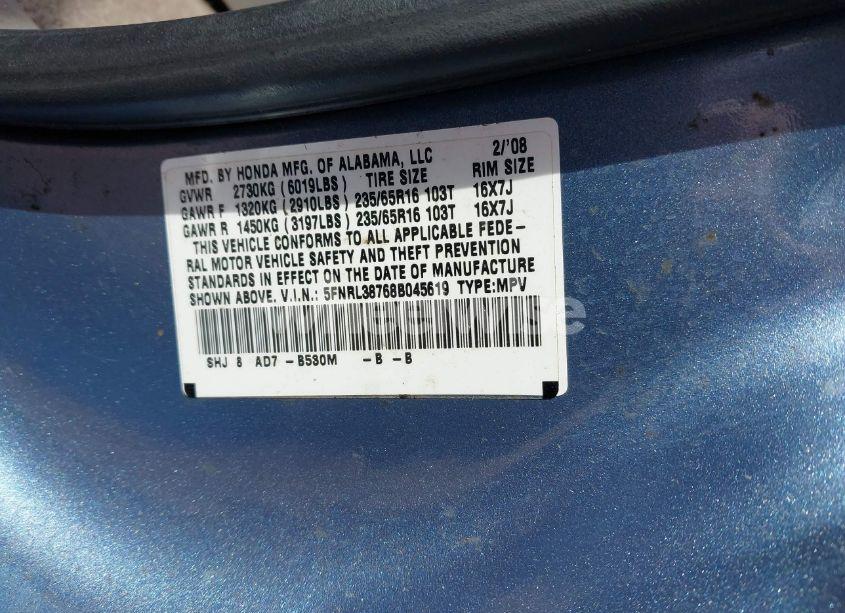 MFD. BY HONDA MFG. OF ALABAMA, LLC 2/'08
GVWR 2730KG (6019LBS) TIRE SIZE RIM SIZE
GAWR F 1320KG (2910LBS) 235/65R16 103T 16X7J
GAWR R 1450KG (3197LBS) 235/65R16 103T 16X7J
THIS VEHICLE CONFORMS TO ALL APPLICABLE FEDE-
RAL MOTOR VEHICLE SAFETY AND THEFT PREVENTION
STANDARDS IN EFFECT ON THE DATE OF MANUFACTURE
SHOWN ABOVE. V.I.N.: 5FNRL38768B045619 TYPE:MPV
SHJ 8 AD7 -B530M -B -B